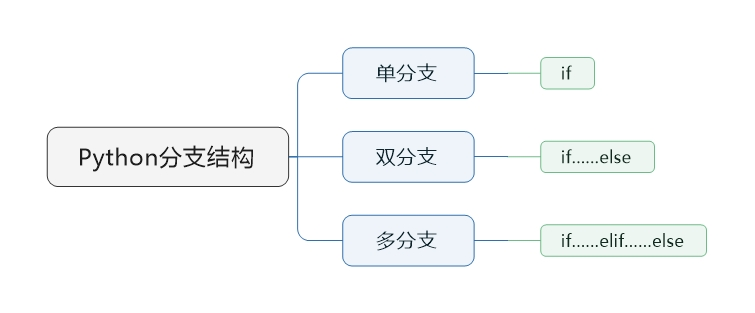 Python分支结构
单分支
if
双分支
if......else
多分支
if......elif......else